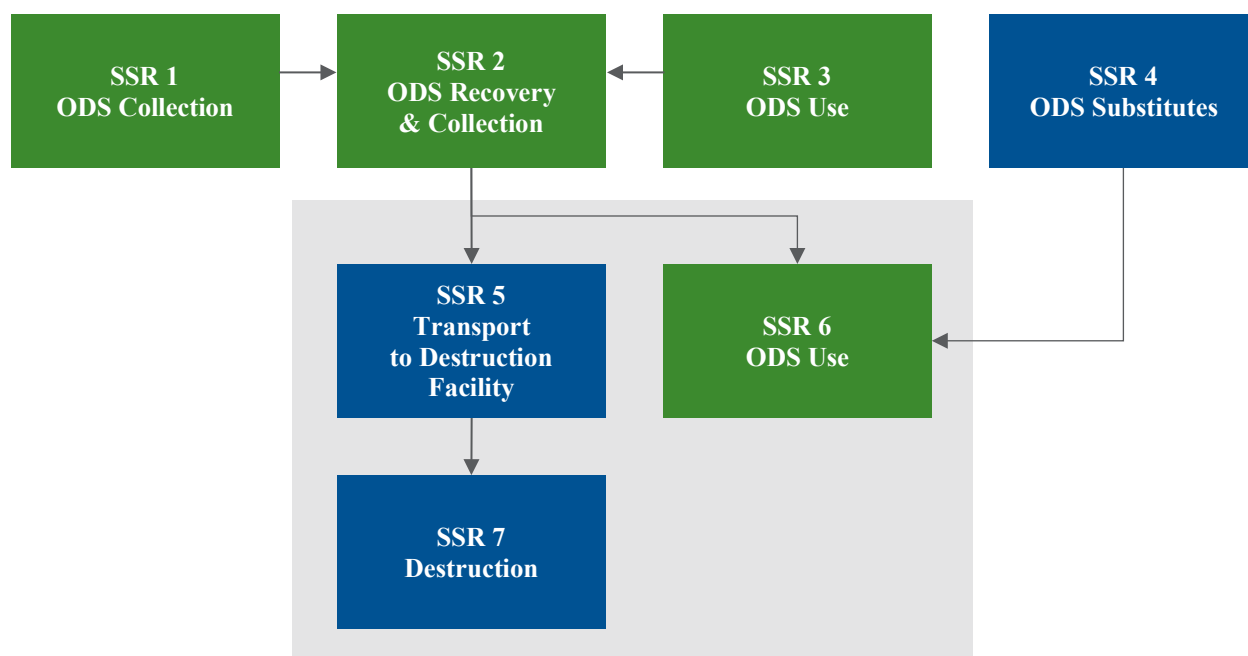 SSR 1
ODS Collection
SSR 2
ODS Recovery
& Collection
SSR 3
ODS Use
SSR 4
ODS Substitutes
SSR 5
Transport
to Destruction
Facility
SSR 6
ODS Use
SSR 7
Destruction